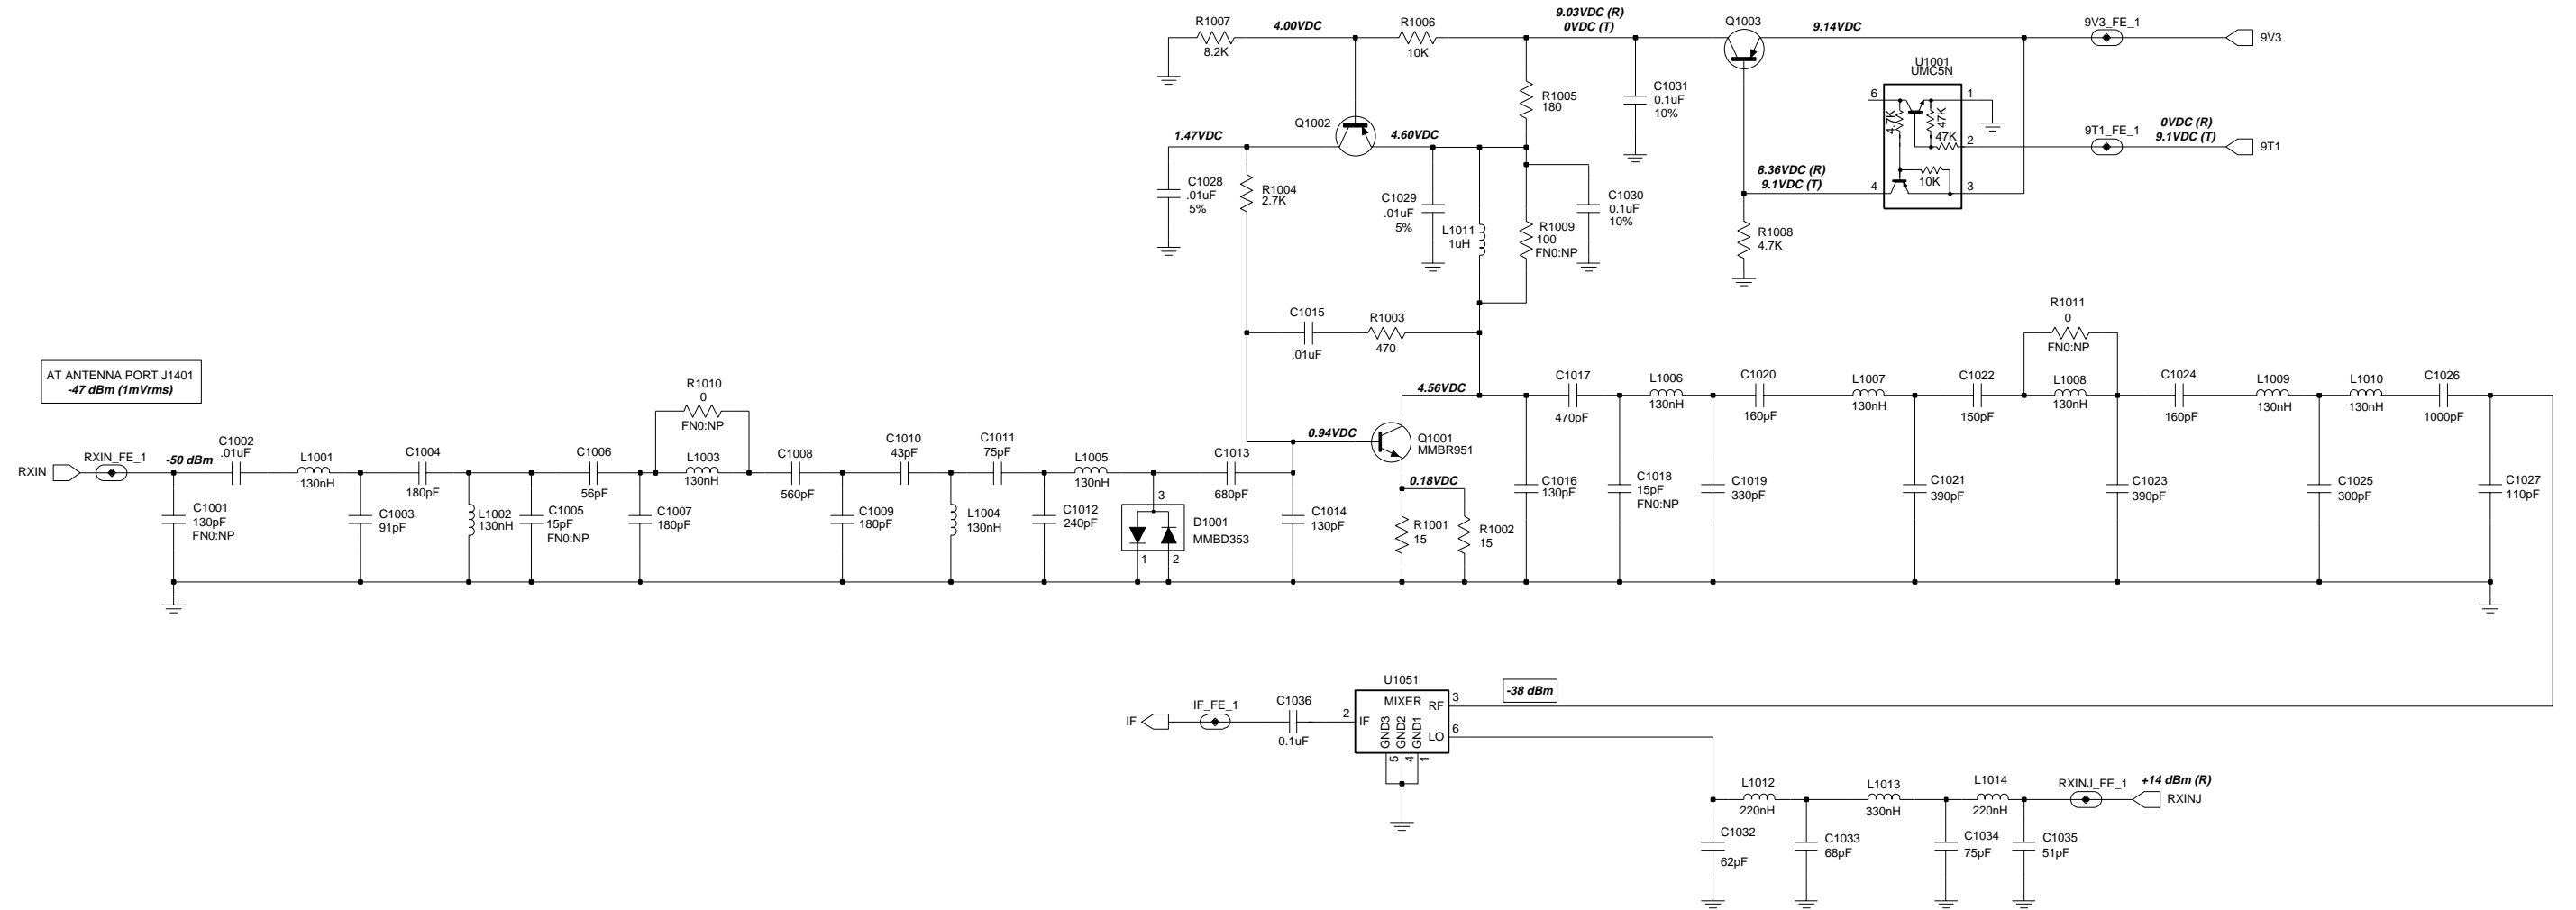 R1007
8.2K
4.00VDC
R1006
10K
9.03VDC (R)
0VDC (T)
Q1003
9.14VDC
9V3_FE_1
9V3
U1001
UMC5N
6
1
4.7K
47K
47K
2
10K
4
3
9T1_FE_1
0VDC (R)
9.1VDC (T)
9T1
R1005
180
C1031
0.1uF
10%
Q1002
1.47VDC
4.60VDC
8.36VDC (R)
9.1VDC (T)
C1028
.01uF
5%
R1004
2.7K
C1029
.01uF
5%
L1011
1uH
R1009
100
FN0:NP
C1030
0.1uF
10%
R1008
4.7K
C1015
.01uF
R1003
470
R1011
0
FN0:NP
AT ANTENNA PORT J1401
-47 dBm (1mVrms)
R1010
0
FN0:NP
4.56VDC
C1017
470pF
L1006
130nH
C1020
160pF
L1007
130nH
C1022
150pF
L1008
130nH
C1024
160pF
L1009
130nH
L1010
130nH
C1026
1000pF
RXIN
RXIN_FE_1
-50 dBm
C1002
.01uF
L1001
130nH
C1004
180pF
C1006
56pF
L1003
130nH
C1008
560pF
C1010
43pF
C1011
75pF
L1005
130nH
C1013
680pF
0.94VDC
Q1001
MMBR951
0.18VDC
C1001
130pF
FN0:NP
C1003
91pF
L1002
130nH
C1005
15pF
FN0:NP
C1007
180pF
C1009
180pF
L1004
130nH
C1012
240pF
3
D1001
MMBD353
1
2
C1014
130pF
R1001
15
R1002
15
C1016
130pF
C1018
15pF
FN0:NP
C1019
330pF
C1021
390pF
C1023
390pF
C1025
300pF
C1027
110pF
U1051
MIXER
RF
3
-38 dBm
IF
IF_FE_1
C1036
0.1uF
2
IF
GND3
GND2
GND1
LO
6
5
4
1
L1012
220nH
L1013
330nH
L1014
220nH
RXINJ_FE_1
+14 dBm (R)
RXINJ
C1032
62pF
C1033
68pF
C1034
75pF
C1035
51pF